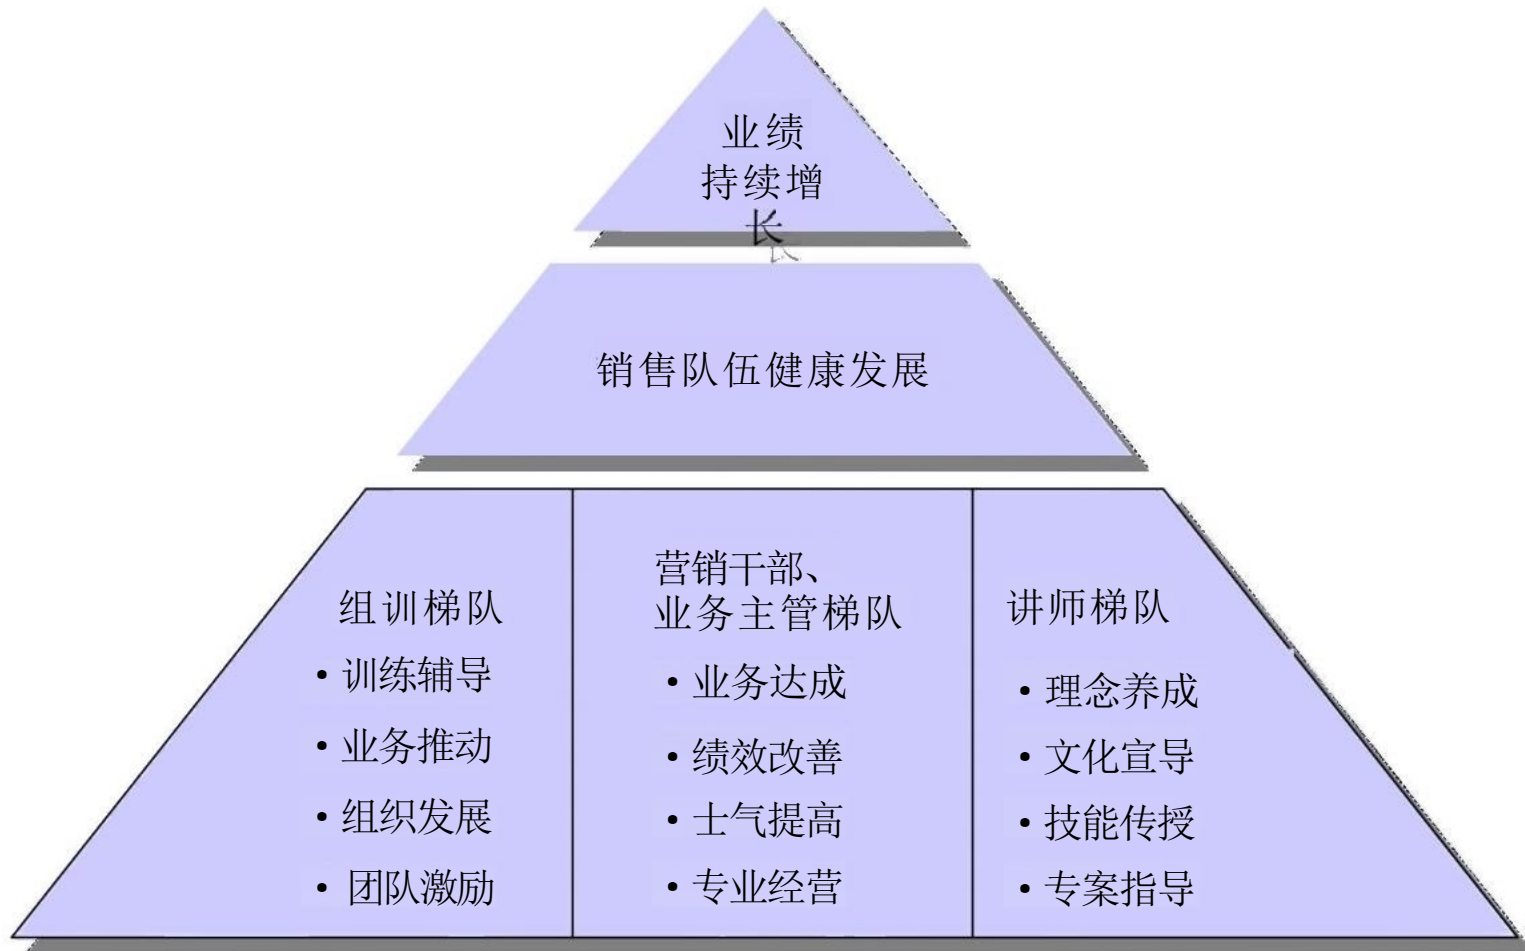 业绩
持续增
长
销售队伍健康发展
组训梯队
• 训练辅导
• 业务推动
• 组织发展
• 团队激励
营销干部、
业务主管梯队
• 业务达成
• 绩效改善
• 士气提高
• 专业经营
讲师梯队
• 理念养成
• 文化宣导
• 技能传授
• 专案指导